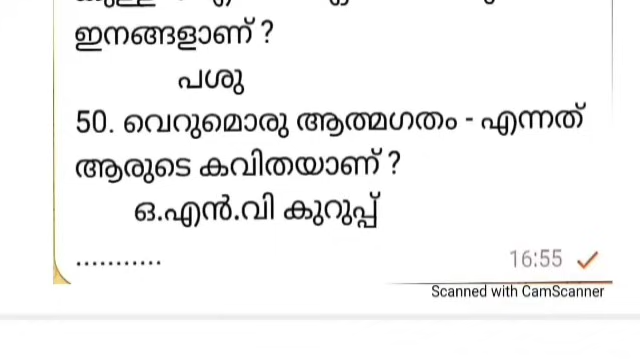 ഇനങ്ങളാണ് ?
പശു
50. വെറുമൊരു ആത്മഗതം - എന്നത്
ആരുടെ കവിതയാണ് ?
ഒ.എൻ.വി കുറുപ്പ്
...........
16:55 ✓
Scanned with CamScanner